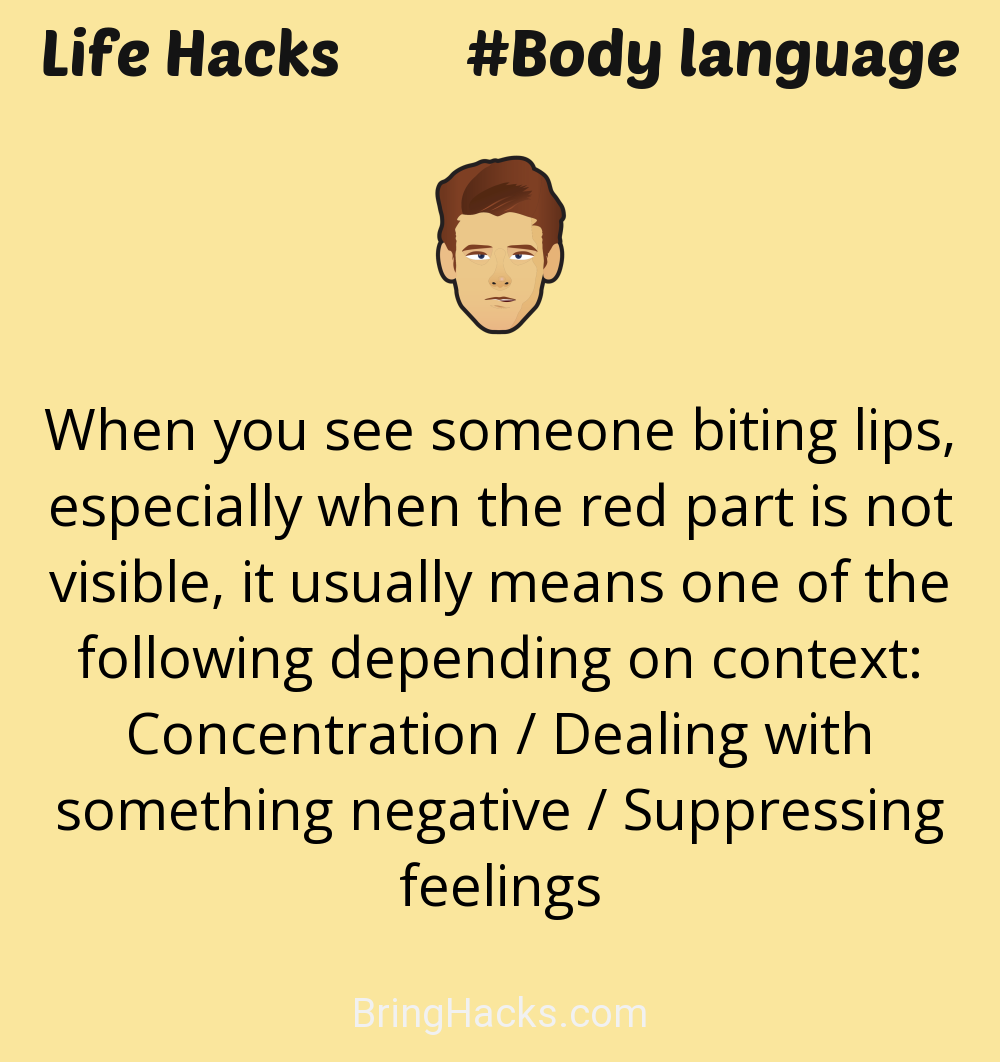 Life Hacks #Body language
When you see someone biting lips,
especially when the red part is not
visible, it usually means one of the
following depending on context:
Concentration / Dealing with
something negative / Suppressing
feelings
BringHacks.com